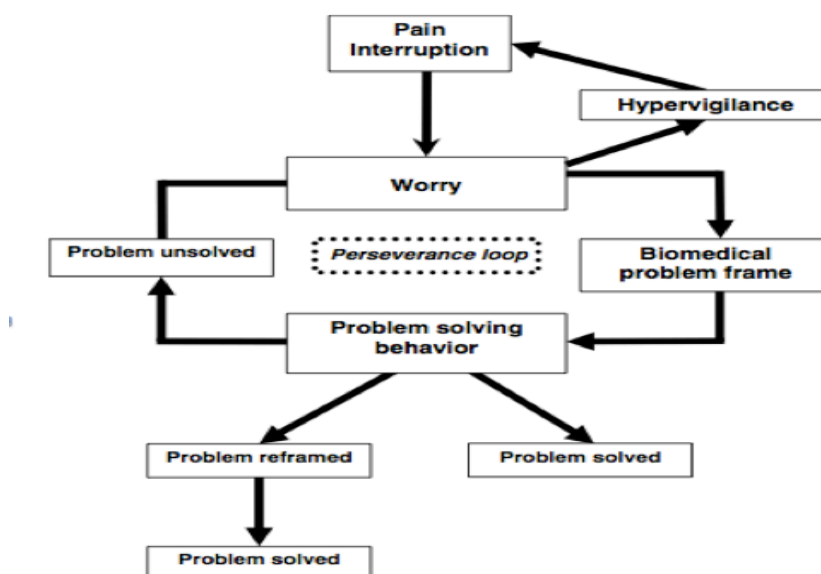 Pain
Interruption
Hypervigilance
Worry
Problem unsolved
Perseverance loop
Biomedical
problem frame
Problem solving
behavior
Problem reframed
Problem solved
Problem solved